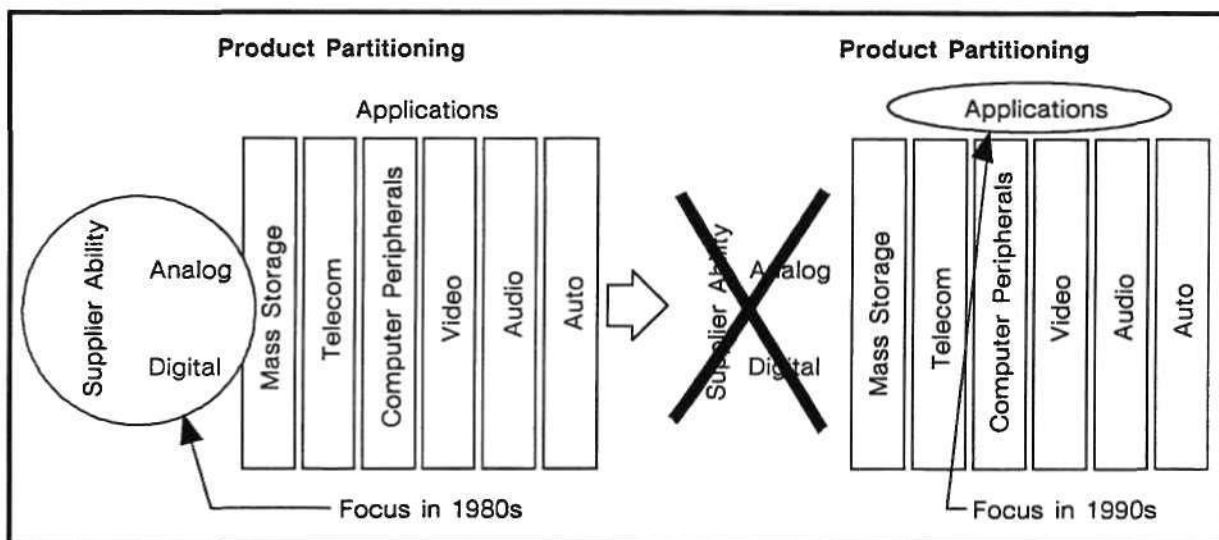 Product Partitioning
Applications
Supplier Ability
Analog
Digital
Mass Storage
Telecom
Computer Peripherals
Video
Audio
Auto
Focus in 1980s
Product Partitioning
Applications
Supplier Ability
Analog
Digital
Mass Storage
Telecom
Computer Peripherals
Video
Audio
Auto
Focus in 1990s